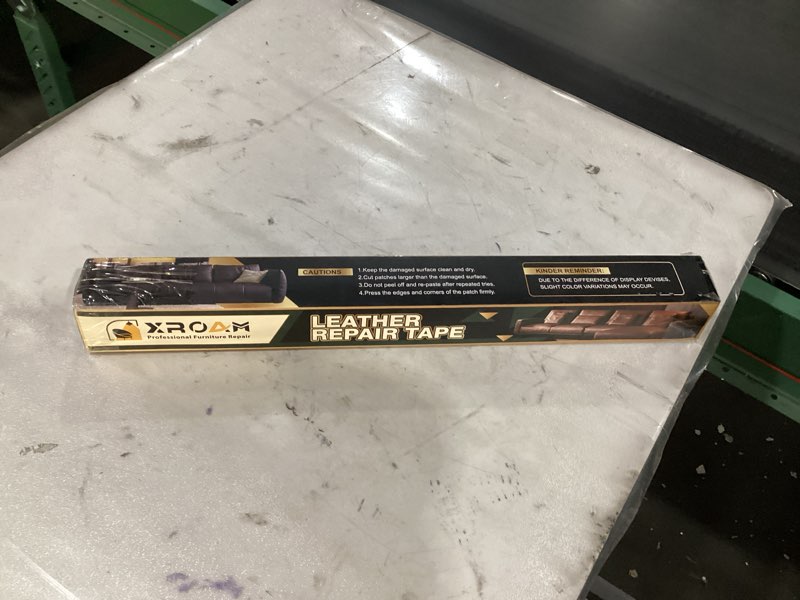 CAUTIONS
1.Keep the damaged surface clean and dry.
2.Cut patches larger than the damaged surface.
3.Do not peel off and re-paste after repeated tries.
4.Press the edges and corners of the patch firmly.
KINDER REMINDER:
DUE TO THE DIFFERENCE OF DISPLAY DEVISES,
SLIGHT COLOR VARIATIONS MAY OCCUR.
XROAM
Professional Furniture Repair
LEATHER
REPAIR TAPE